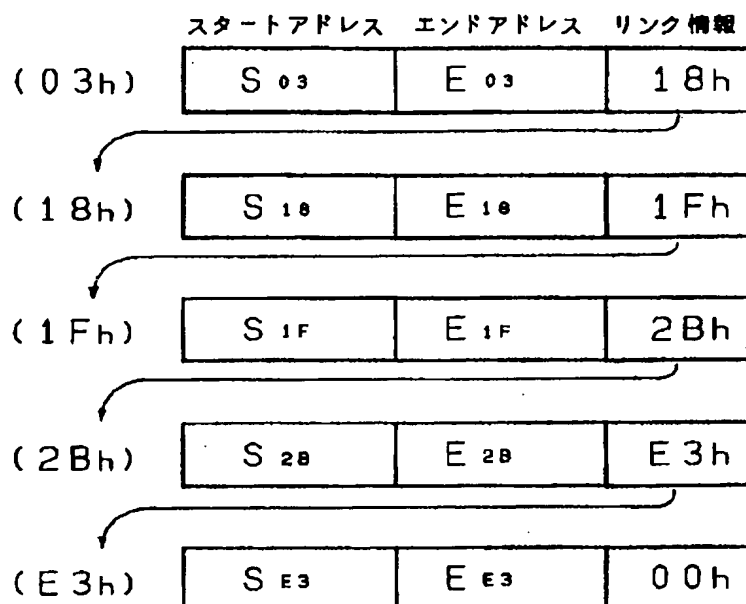 スタートアドレス エンドアドレス リンク情報
(03h) S03 E03 18h
(18h) S18 E18 1Fh
(1Fh) S1F E1F 2Bh
(2Bh) S2B E2B E3h
(E3h) SE3 EE3 00h